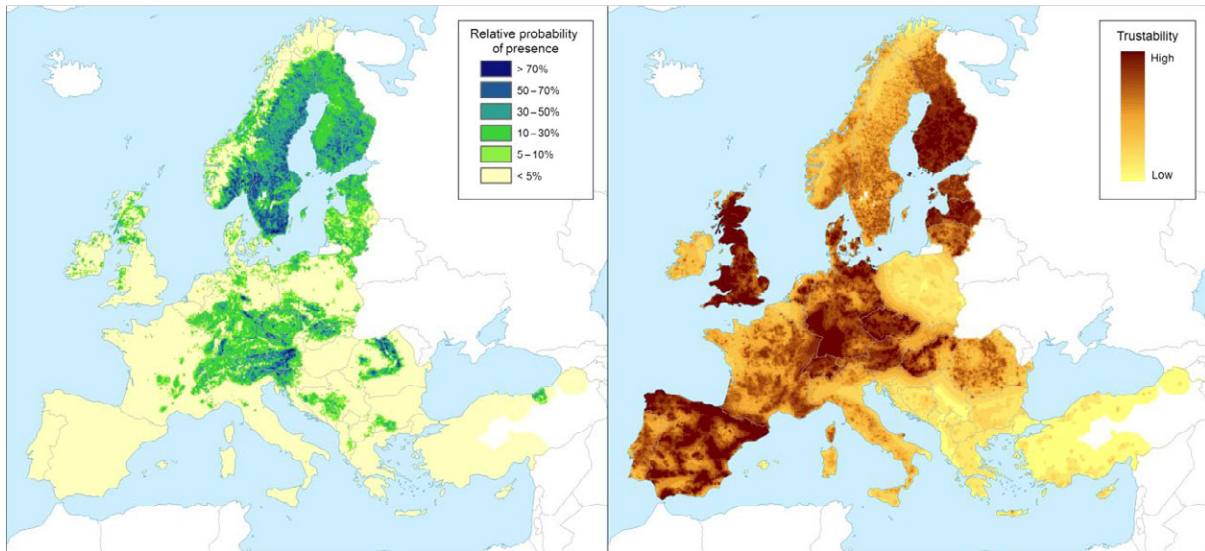 Relative probability
of presence
> 70%
50 – 70%
30 – 50%
10 – 30%
5 – 10%
< 5%
Trustability
High
Low